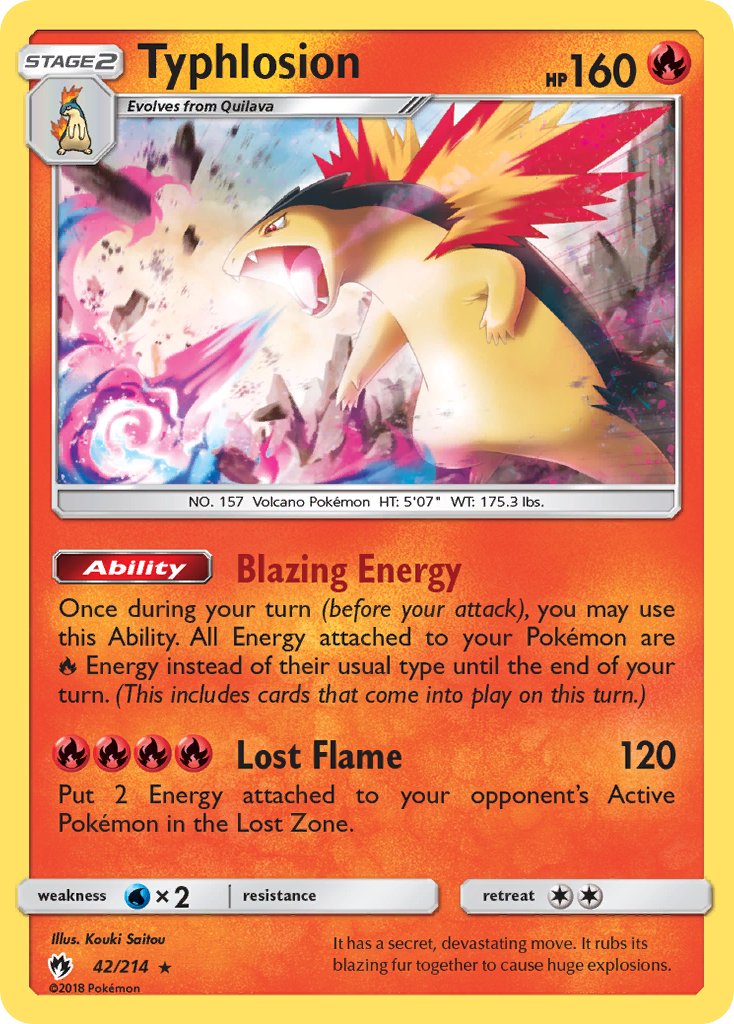 STAGE 2
Typhlosion
HP 160
Evolves from Quilava
NO. 157 Volcano Pokémon HT: 5'07" WT: 175.3 lbs.
Ability Blazing Energy
Once during your turn (before your attack), you may use
this Ability. All Energy attached to your Pokémon are
Energy instead of their usual type until the end of your
turn. (This includes cards that come into play on this turn.)
Lost Flame 120
Put 2 Energy attached to your opponent's Active
Pokémon in the Lost Zone.
weakness × 2 resistance retreat
Illus. Kouki Saitou
42/214 ★
©2018 Pokémon
It has a secret, devastating move. It rubs its
blazing fur together to cause huge explosions.